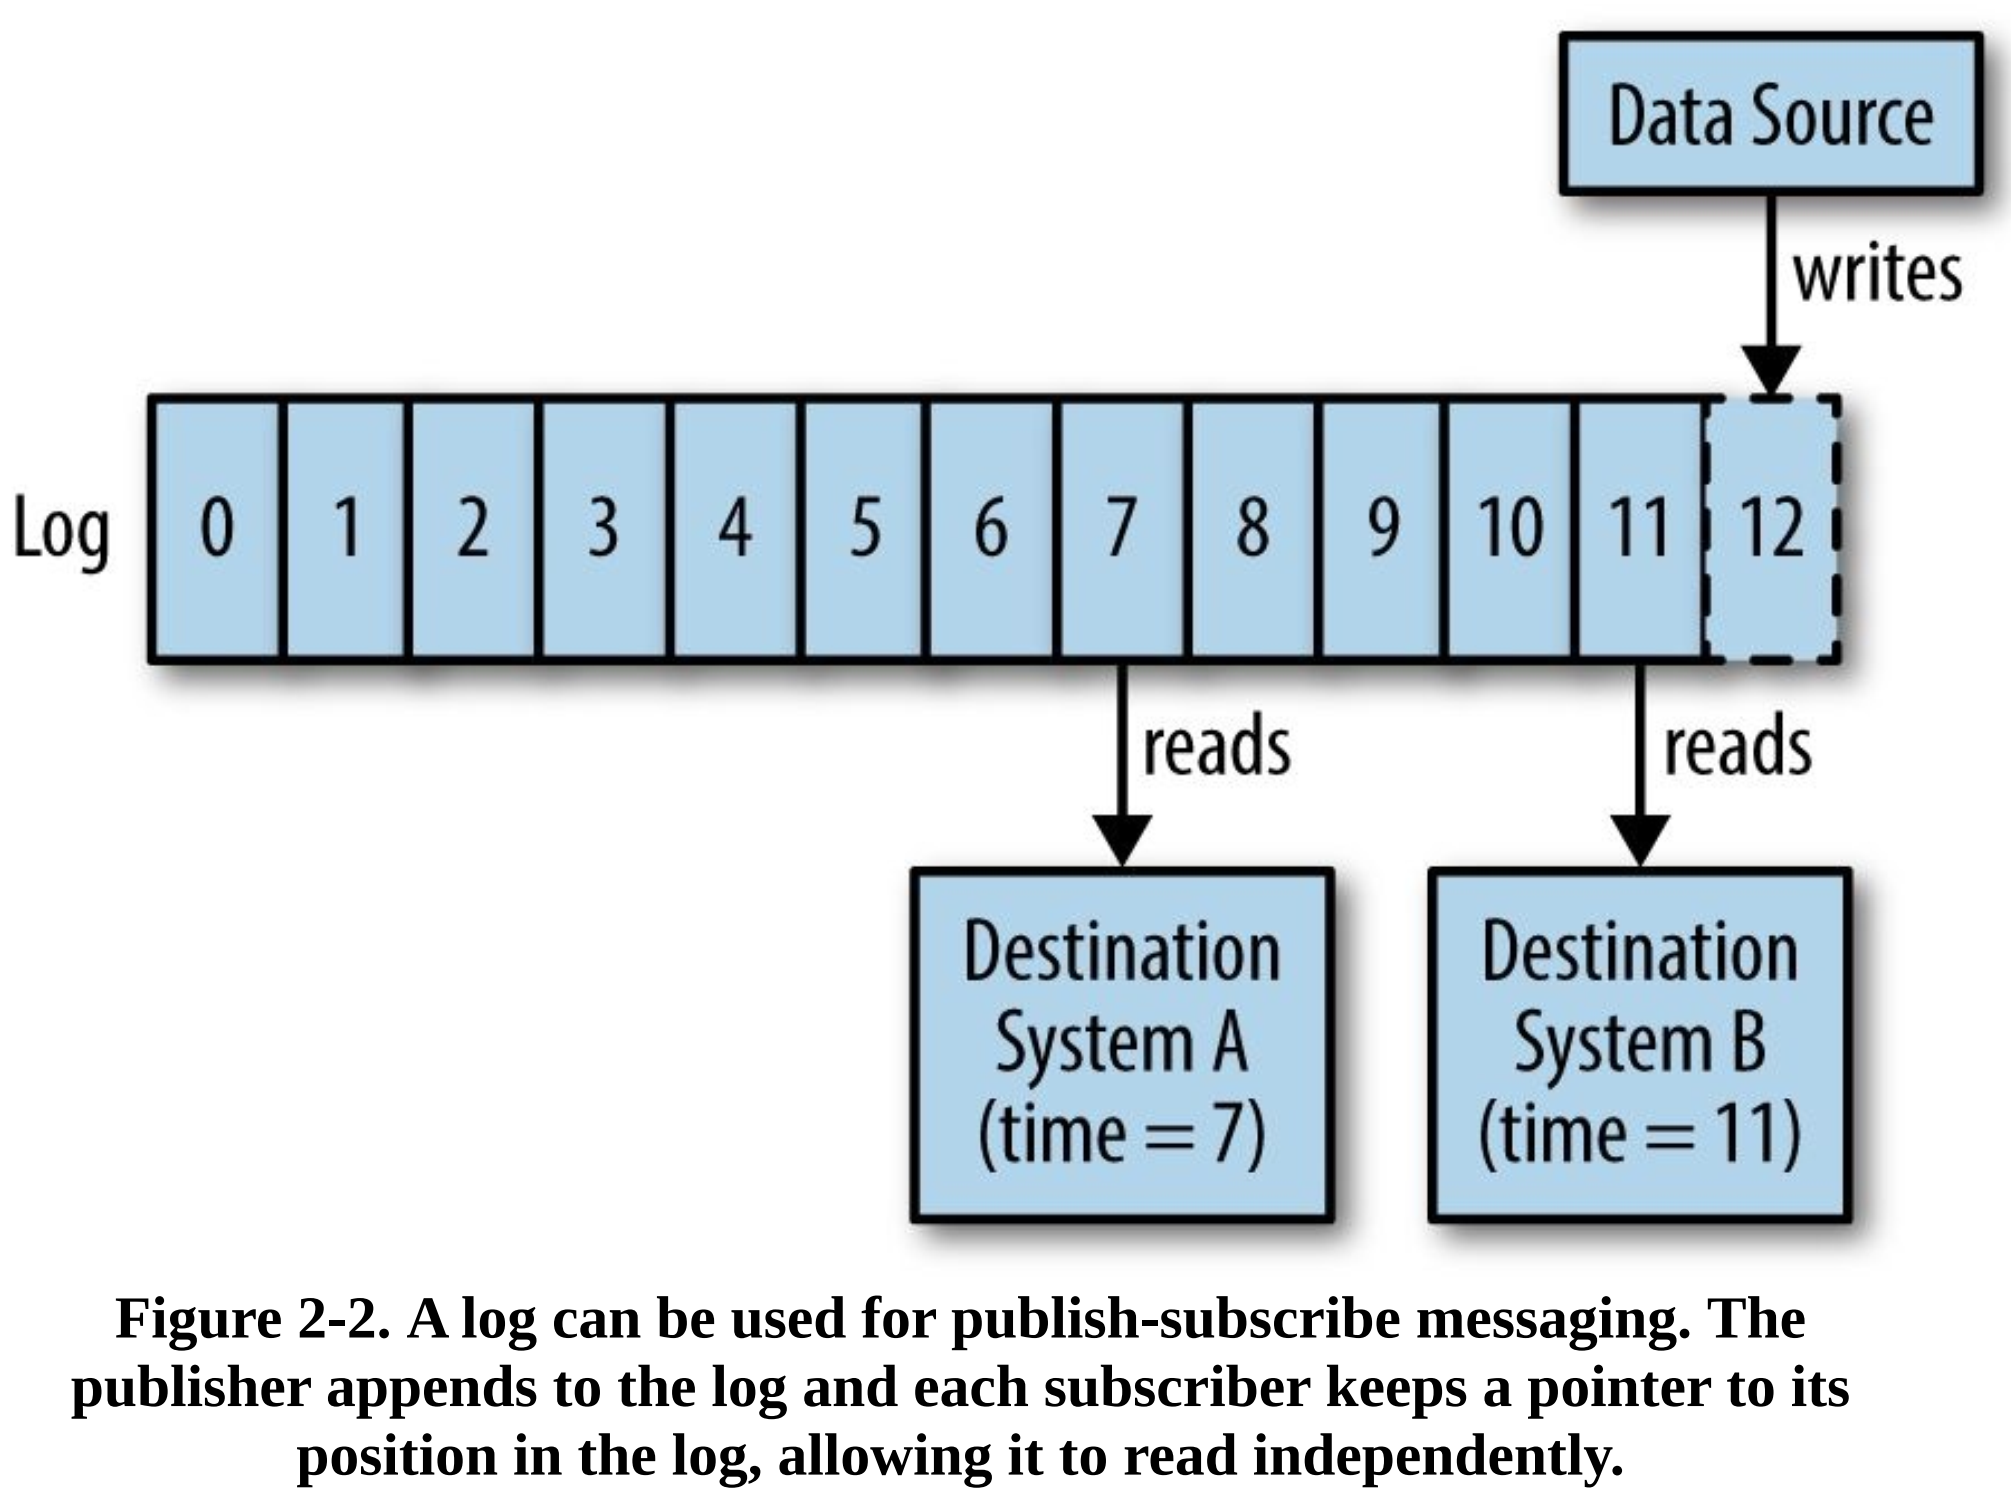 Data Source
writes
Log 0 1 2 3 4 5 6 7 8 9 10 11 12
reads
reads
Destination
System A
(time = 7)
Destination
System B
(time = 11)
Figure 2-2. A log can be used for publish-subscribe messaging. The
publisher appends to the log and each subscriber keeps a pointer to its
position in the log, allowing it to read independently.